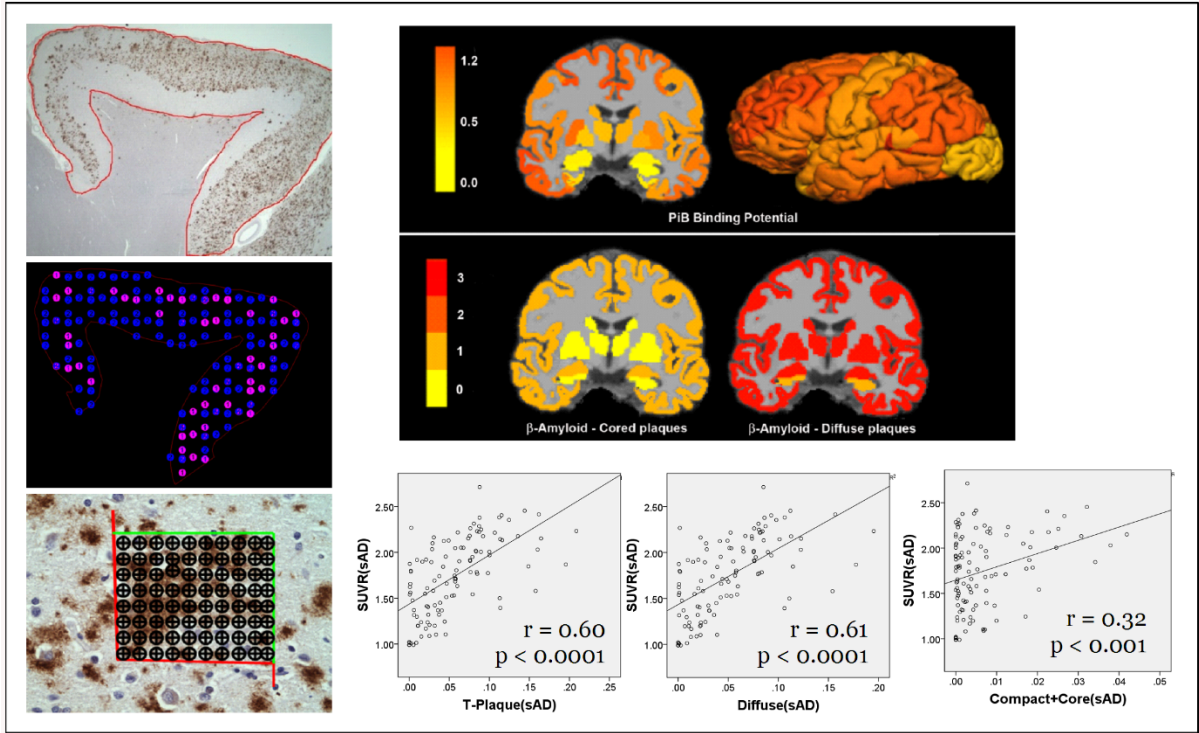 1.2
0.5
0.0
PiB Binding Potential
3
2
1
0
β-Amyloid - Cored plaques
β-Amyloid - Diffuse plaques
SUVR(sAD)
2.50
2.00
1.50
1.00
r = 0.60
p < 0.0001
.00 .05 .10 .15 .20 .25
T-Plaque(sAD)
SUVR(sAD)
2.50
2.00
1.50
1.00
r = 0.61
p < 0.0001
.00 .05 .10 .15 .20
Diffuse(sAD)
SUVR(sAD)
2.50
2.00
1.50
1.00
r = 0.32
p < 0.001
.00 .01 .02 .03 .04 .05
Compact+Core(sAD)